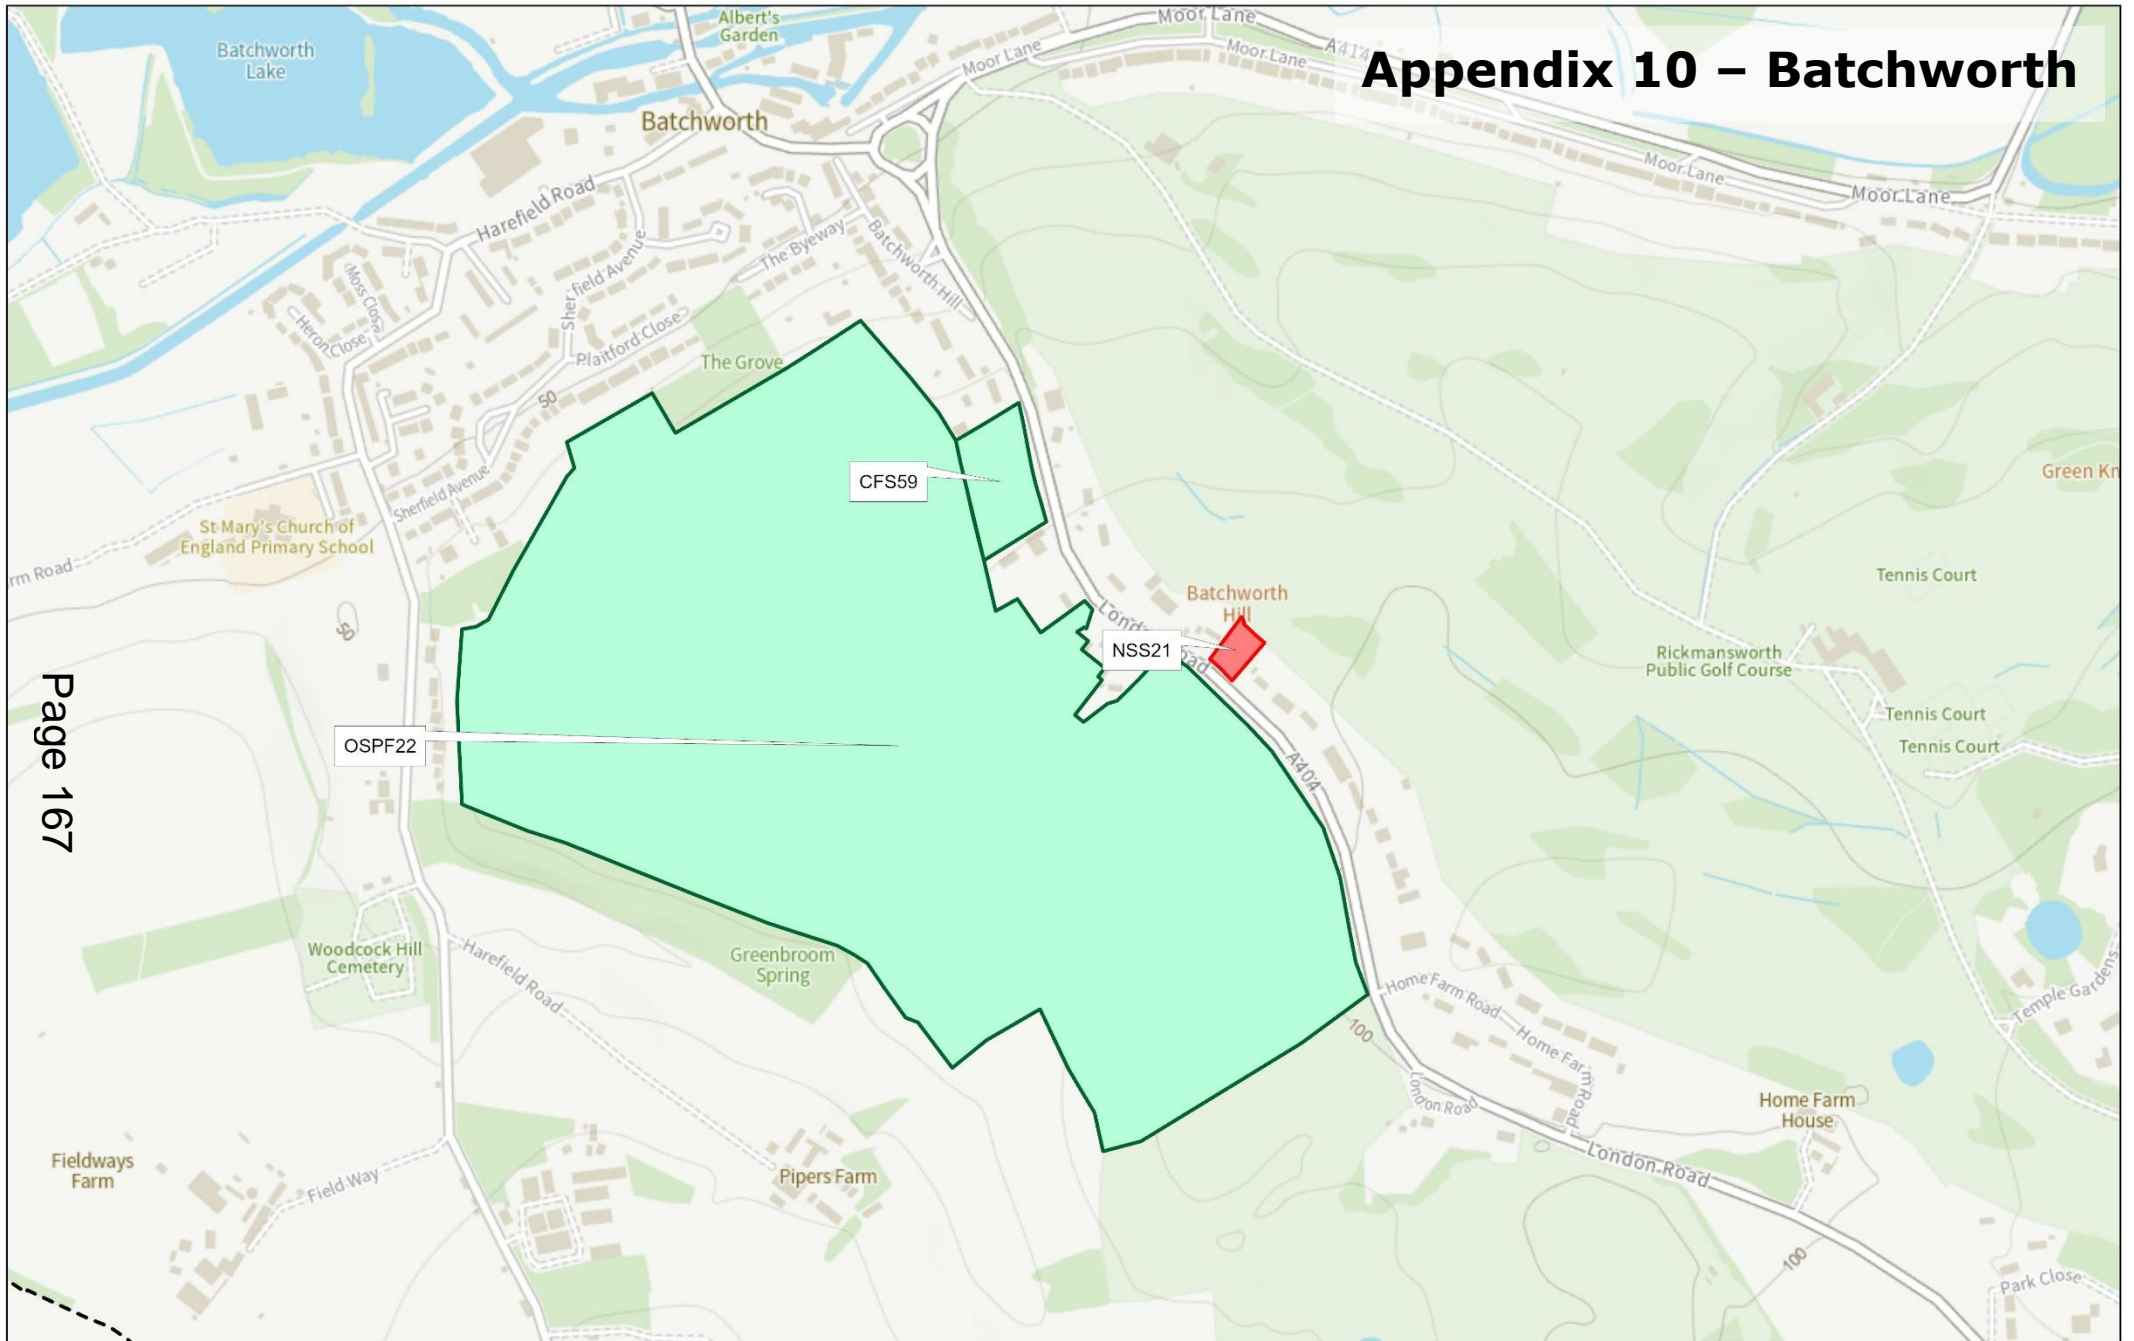 Appendix 10 – Batchworth
Albert's
Garden
Moor Lane
Moor Lane
Moor Lane
Batchworth
Lake
Batchworth
Moor Lane
Moor Lane
Harefield Road
Batchworth Hill
The Byeway
Sherfield Avenue
Moss Close
Heron Close
Plaitford Close
The Grove
50
CFS59
Green Kn
Sherfield Avenue
St Mary's Church of
England Primary School
rm Road
Tennis Court
Batchworth
Hill
50
NSS21
Rickmansworth
Public Golf Course
Page 167
OSPF22
Tennis Court
Tennis Court
A404
Woodcock Hill
Cemetery
Harefield Road
Greenbroom
Spring
Home Farm Road
Temple Gardens
100
Home Farm Road
London Road
Home Farm
House
Fieldways
Farm
Field Way
Pipers Farm
London Road
100
Park Close